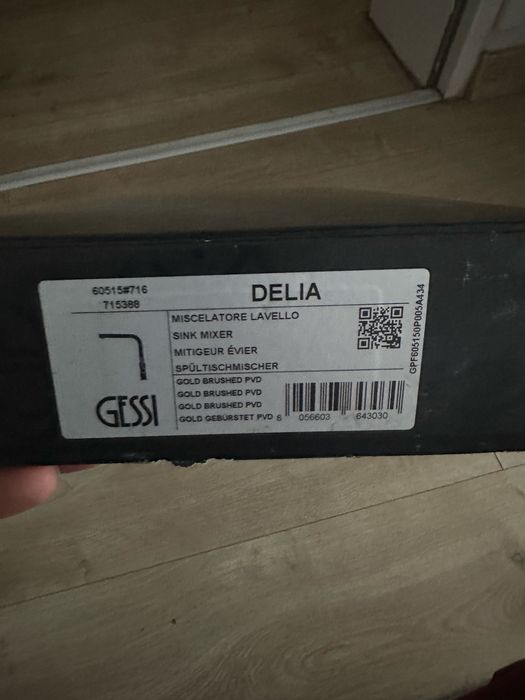 60515#716
715388
DELIA
MISCELATORE LAVELLO
SINK MIXER
MITIGEUR ÉVIER
SPÜLTISCHMISCHER
GOLD BRUSHED PVD
GOLD BRUSHED PVD
GOLD BRUSHED PVD
GOLD GEBÜRSTET PVD
GESSI
8 056603 643030
GPF605150P005A434